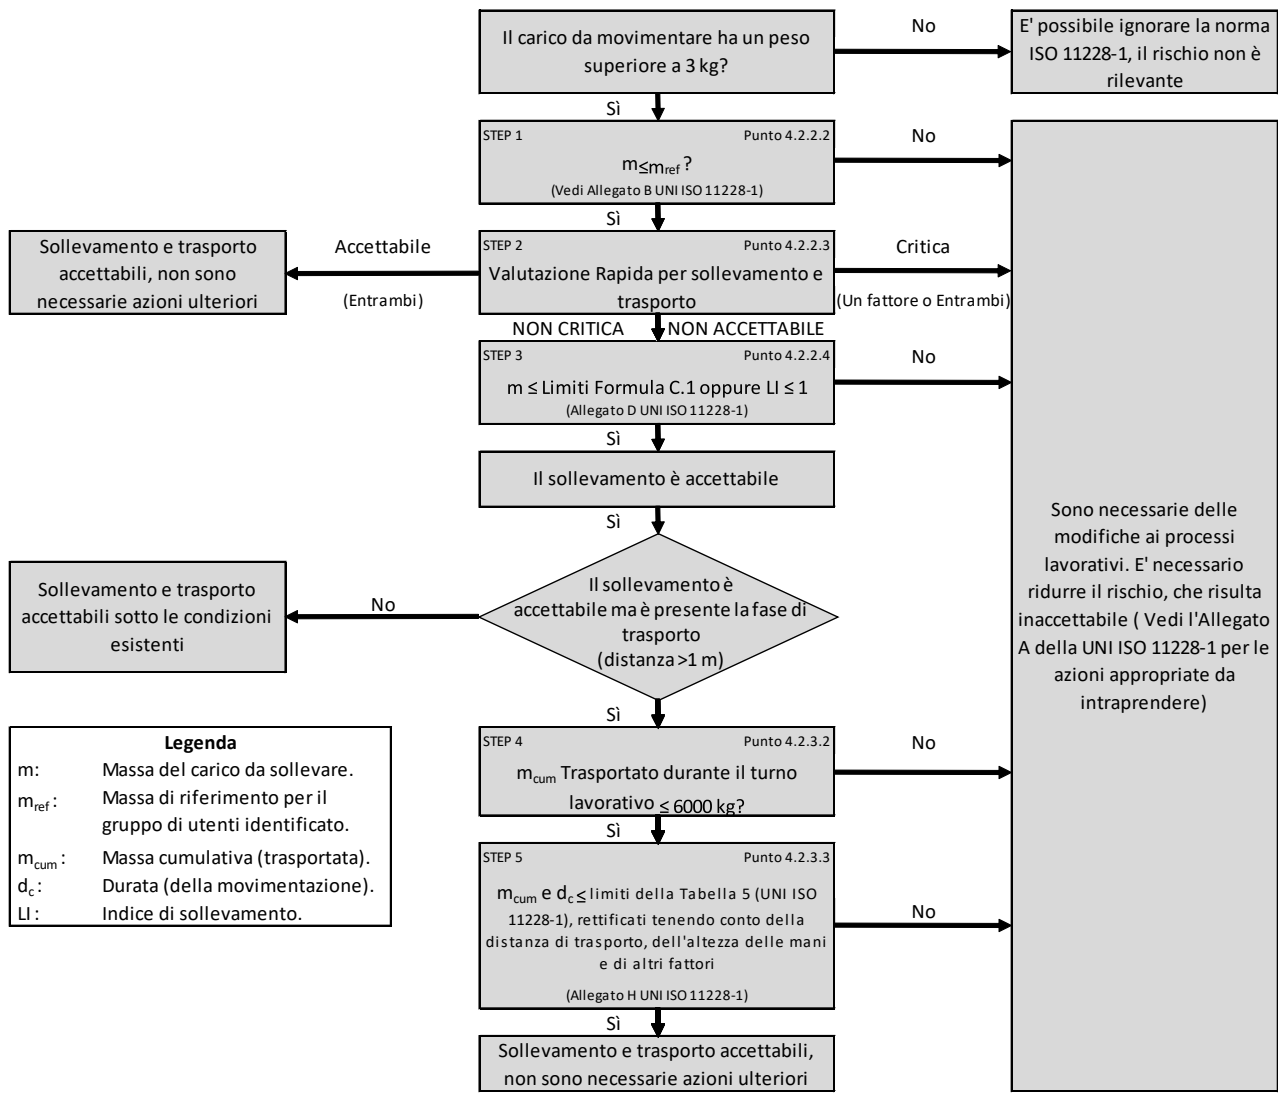 Il carico da movimentare ha un peso
superiore a 3 kg?
No
E' possibile ignorare la norma
ISO 11228-1, il rischio non è
rilevante
Sì
STEP 1
Punto 4.2.2.2
m≤mref ?
(Vedi Allegato B UNI ISO 11228-1)
No
Sì
STEP 2
Punto 4.2.2.3
Valutazione Rapida per sollevamento e
trasporto
Accettabile
(Entrambi)
Sollevamento e trasporto
accettabili, non sono
necessarie azioni ulteriori
Critica
(Un fattore o Entrambi)
NON CRITICA
NON ACCETTABILE
STEP 3
Punto 4.2.2.4
m ≤ Limiti Formula C.1 oppure LI ≤ 1
(Allegato D UNI ISO 11228-1)
No
Sì
Il sollevamento è accettabile
Sì
Il sollevamento è
accettabile ma è presente la fase di
trasporto
(distanza >1 m)
No
Sollevamento e trasporto
accettabili sotto le condizioni
esistenti
Sono necessarie delle
modifiche ai processi
lavorativi. E' necessario
ridurre il rischio, che risulta
inaccettabile ( Vedi l'Allegato
A della UNI ISO 11228-1 per le
azioni appropriate da
intraprendere)
Sì
STEP 4
Punto 4.2.3.2
mcum Trasportato durante il turno
lavorativo ≤ 6000 kg?
No
Sì
STEP 5
Punto 4.2.3.3
mcum e dc ≤ limiti della Tabella 5 (UNI ISO
11228-1), rettificati tenendo conto della
distanza di trasporto, dell'altezza delle mani
e di altri fattori
(Allegato H UNI ISO 11228-1)
No
Sì
Sollevamento e trasporto accettabili,
non sono necessarie azioni ulteriori
Legenda
m: Massa del carico da sollevare.
mref : Massa di riferimento per il
gruppo di utenti identificato.
mcum : Massa cumulativa (trasportata).
dc : Durata (della movimentazione).
LI : Indice di sollevamento.